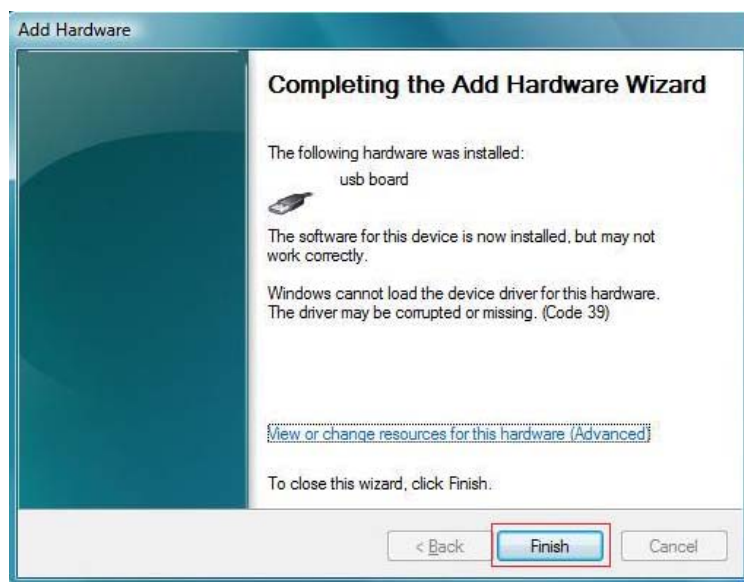 Add Hardware
Completing the Add Hardware Wizard
The following hardware was installed:
usb board
The software for this device is now installed, but may not
work correctly.
Windows cannot load the device driver for this hardware.
The driver may be corrupted or missing. (Code 39)
View or change resources for this hardware (Advanced)
To close this wizard, click Finish.
< Back Finish Cancel